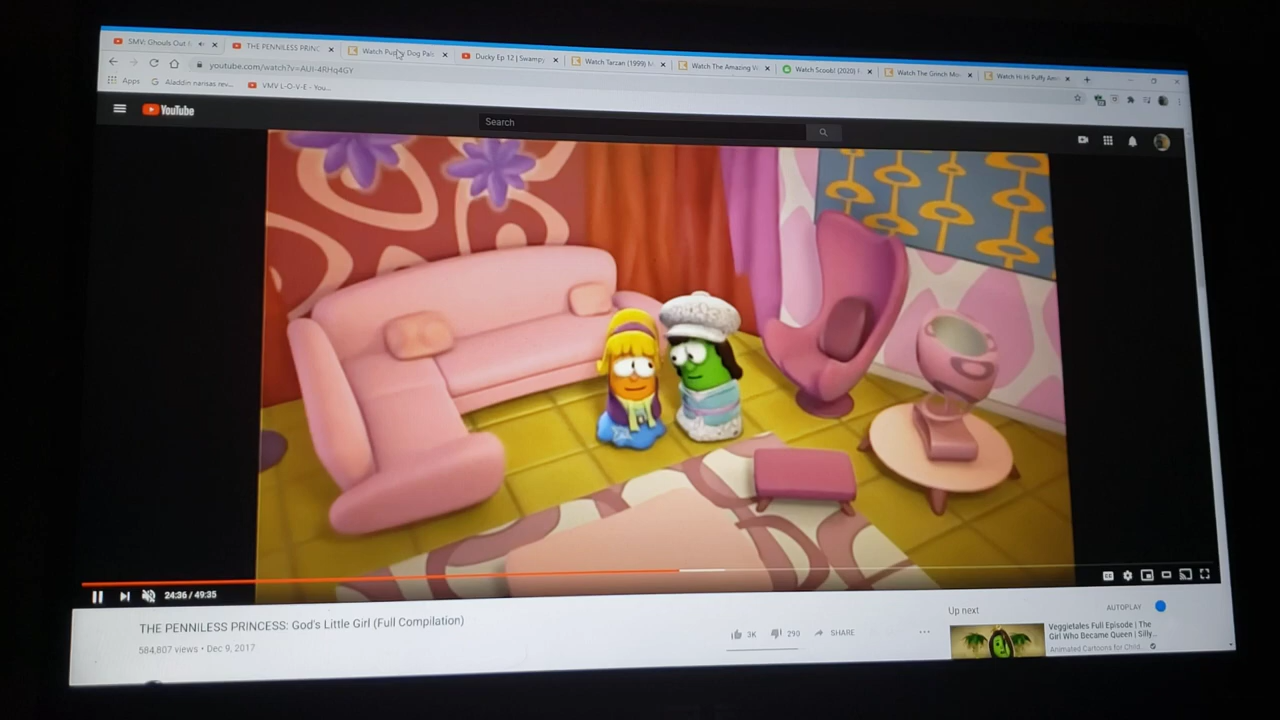 SMV: Ghouls Out
THE PENNILESS PRINC
Watch Puppy Dog Pals
Ducky Ep 12 | Swampy
Watch Tarzan (1999) M
Watch The Amazing W
Watch Scoob! (2020) F
Watch The Grinch Mo
Watch Hi Hi Puffy Ami
youtube.com/watch?v=AUI-4RHq4GY
Apps
Aladdin nansas rev...
VMV L-O-V-E - You...
YouTube
Search
24:36 / 49:35
THE PENNILESS PRINCESS: God's Little Girl (Full Compilation)
584,807 views • Dec 9, 2017
3K
290
SHARE
...
Up next
AUTOPLAY
Veggietales Full Episode | The
Girl Who Became Queen | Silly...
Animated Cartoons for Child...